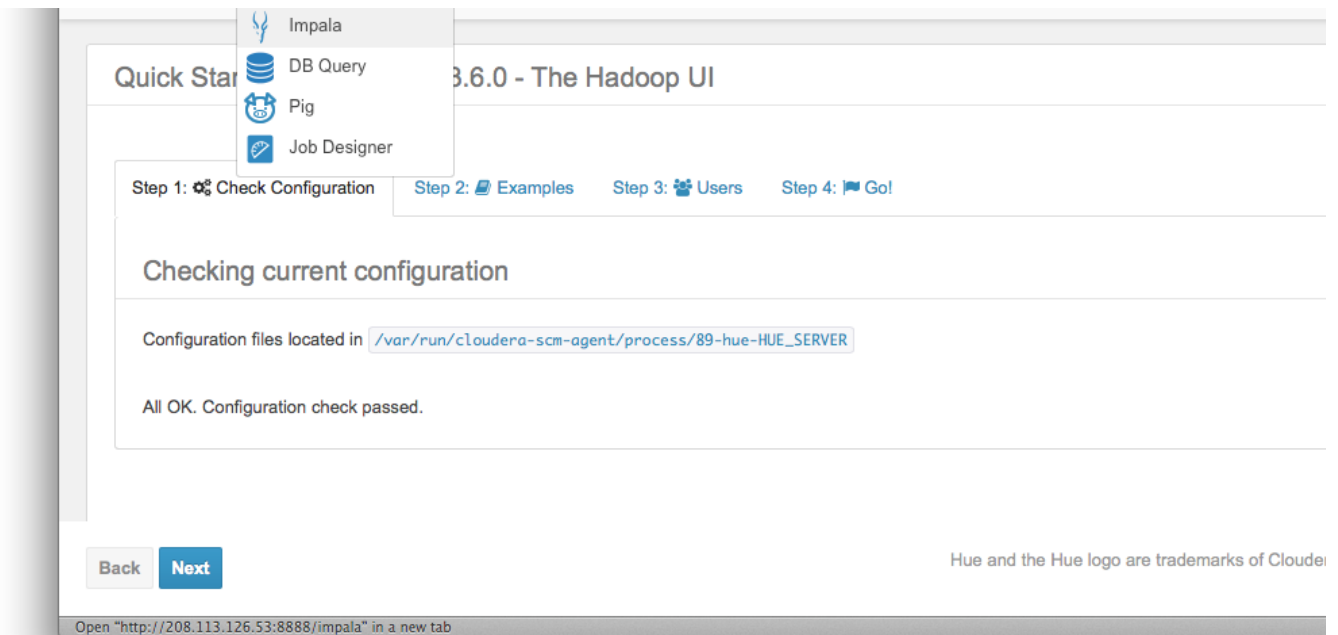 Impala
DB Query
Pig
Job Designer
Quick Star 3.6.0 - The Hadoop UI
Step 1: Check Configuration Step 2: Examples Step 3: Users Step 4: Go!
Checking current configuration
Configuration files located in /var/run/cloudera-scm-agent/process/89-hue-HUE_SERVER
All OK. Configuration check passed.
Back Next
Hue and the Hue logo are trademarks of Clouder
Open "http://208.113.126.53:8888/impala" in a new tab